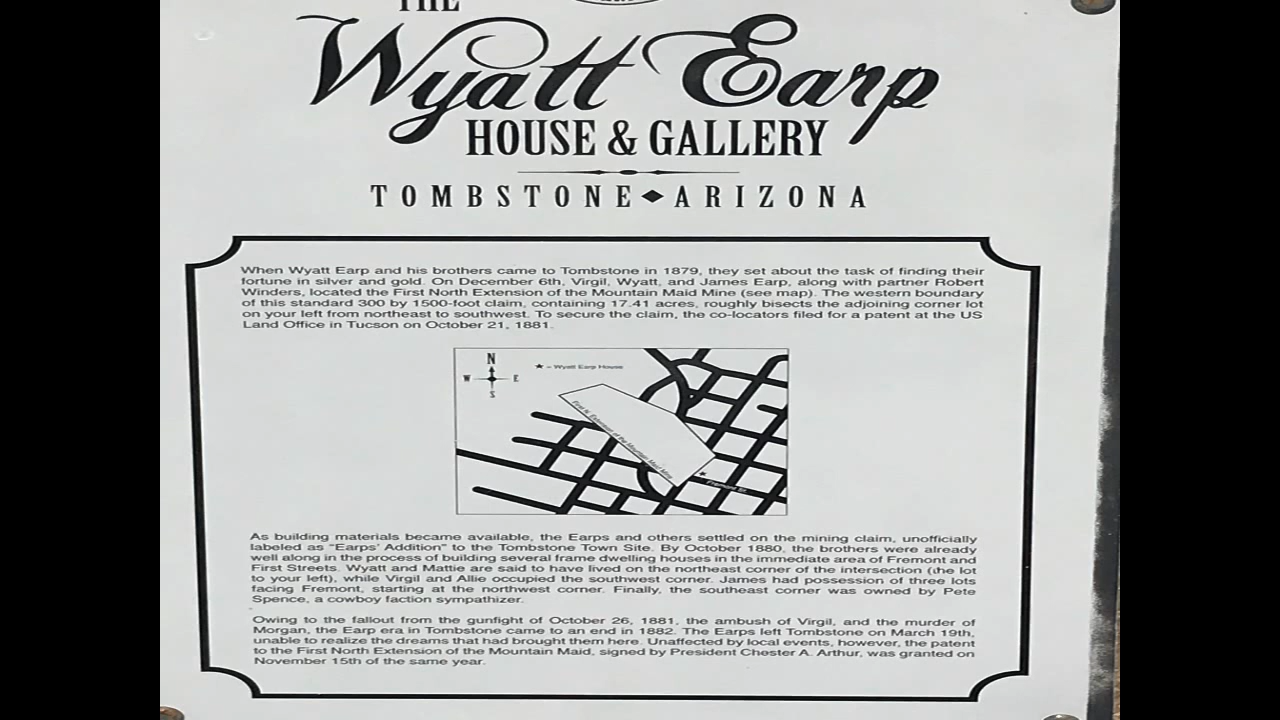 THE
Wyatt Earp
HOUSE & GALLERY
TOMBSTONE◆ARIZONA
When Wyatt Earp and his brothers came to Tombstone in 1879, they set about the task of finding their
fortune in silver and gold. On December 6th, Virgil, Wyatt, and James Earp, along with partner Robert
Winders, located the First North Extension of the Mountain Maid Mine (see map). The western boundary
of this standard 300 by 1500-foot claim, containing 17.41 acres, roughly bisects the adjoining corner lot
on your left from northeast to southwest. To secure the claim, the co-locators filed for a patent at the US
Land Office in Tucson on October 21, 1881.
N
W E
S
★ = Wyatt Earp House
First N. Extension of the Mountain Maid Mine
★
Fremont St.
As building materials became available, the Earps and others settled on the mining claim, unofficially
labeled as "Earps' Addition" to the Tombstone Town Site. By October 1880, the brothers were already
well along in the process of building several frame dwelling houses in the immediate area of Fremont and
First Streets. Wyatt and Mattie are said to have lived on the northeast corner of the intersection (the lot
to your left), while Virgil and Allie occupied the southwest corner. James had possession of three lots
facing Fremont, starting at the northwest corner. Finally, the southeast corner was owned by Pete
Spence, a cowboy faction sympathizer.
Owing to the fallout from the gunfight of October 26, 1881, the ambush of Virgil, and the murder of
Morgan, the Earp era in Tombstone came to an end in 1882. The Earps left Tombstone on March 19th,
unable to realize the dreams that had brought them here. Unaffected by local events, however, the patent
to the First North Extension of the Mountain Maid, signed by President Chester A. Arthur, was granted on
November 15th of the same year.